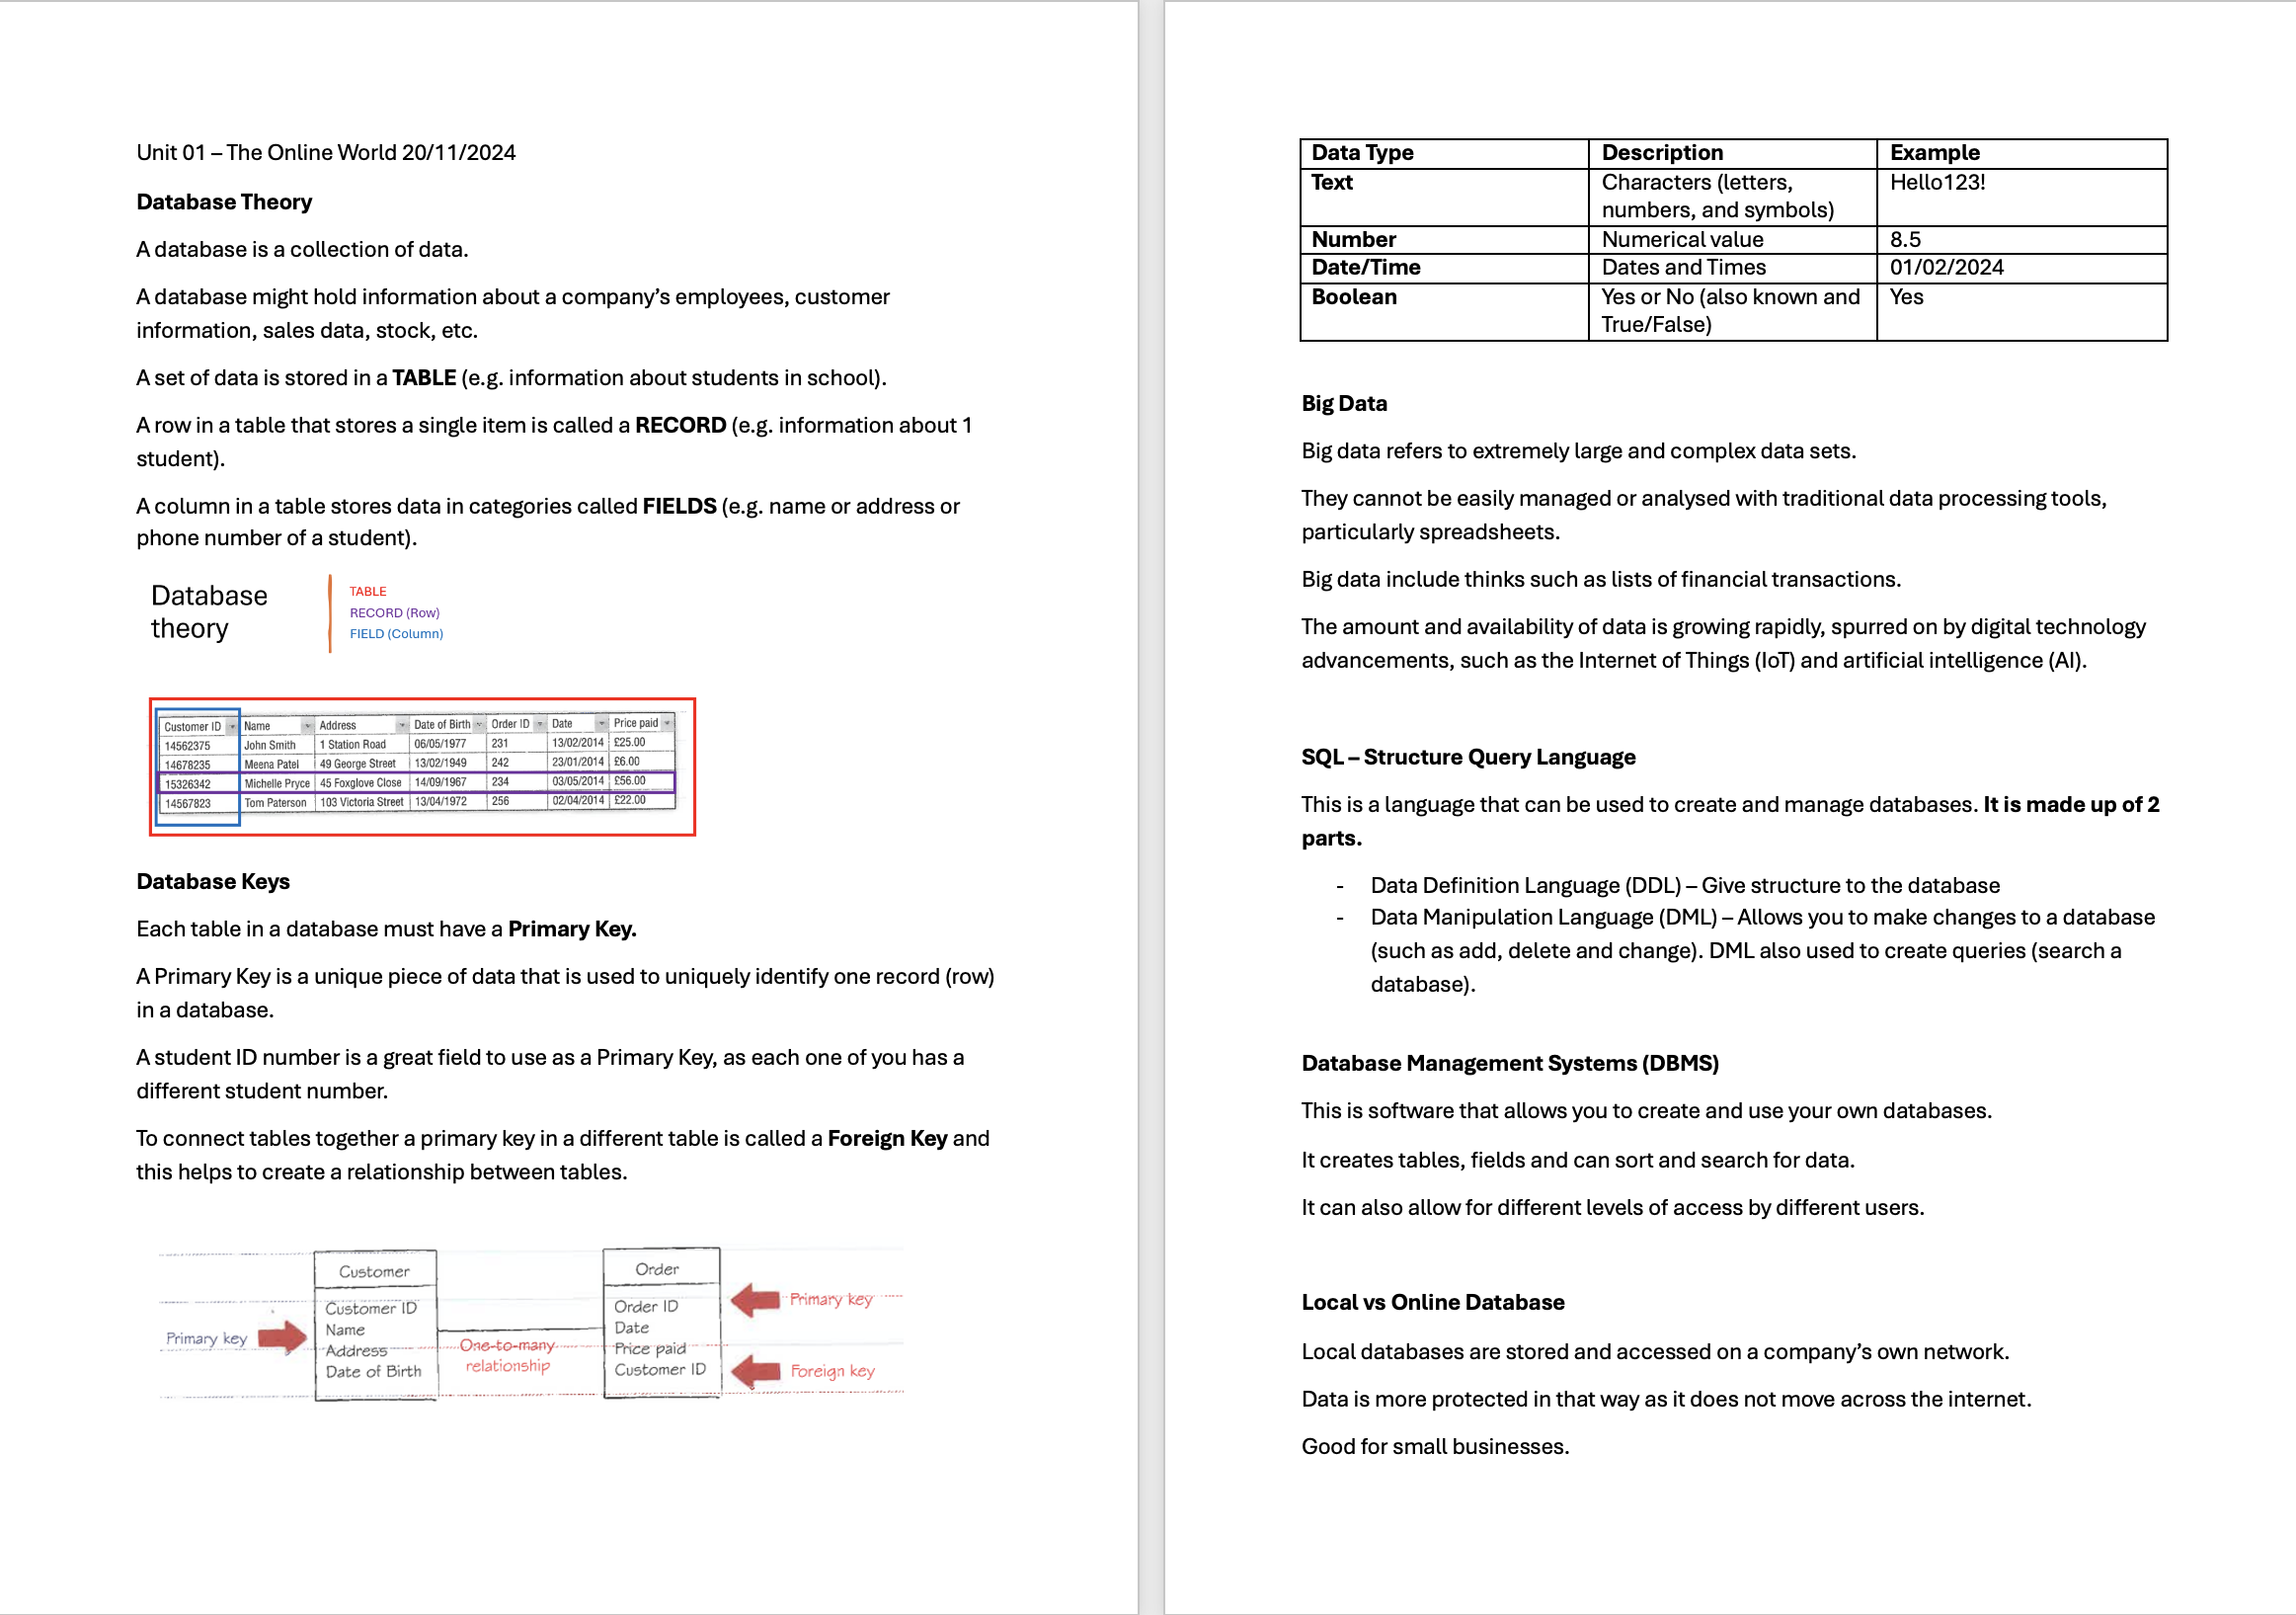 Unit 01 – The Online World 20/11/2024
Database Theory
A database is a collection of data.
A database might hold information about a company’s employees, customer
information, sales data, stock, etc.
A set of data is stored in a TABLE (e.g. information about students in school).
A row in a table that stores a single item is called a RECORD (e.g. information about 1
student).
A column in a table stores data in categories called FIELDS (e.g. name or address or
phone number of a student).
Database
theory
TABLE
RECORD (Row)
FIELD (Column)
Customer ID Name Address Date of Birth Order ID Date Price paid
14562375 John Smith 1 Station Road 06/05/1977 231 13/02/2014 £25.00
14678235 Meena Patel 49 George Street 13/02/1949 242 23/01/2014 £6.00
15326342 Michelle Pryce 45 Foxglove Close 14/09/1967 234 03/05/2014 £56.00
14567823 Tom Paterson 103 Victoria Street 13/04/1972 256 02/04/2014 £22.00
Database Keys
Each table in a database must have a Primary Key.
A Primary Key is a unique piece of data that is used to uniquely identify one record (row)
in a database.
A student ID number is a great field to use as a Primary Key, as each one of you has a
different student number.
To connect tables together a primary key in a different table is called a Foreign Key and
this helps to create a relationship between tables.
Primary key
Customer
Customer ID
Name
Address
Date of Birth
One-to-many
relationship
Order
Order ID
Date
Price paid
Customer ID
Primary key
Foreign key
Data Type Description Example
Text Characters (letters, Hello123!
numbers, and symbols)
Number Numerical value 8.5
Date/Time Dates and Times 01/02/2024
Boolean Yes or No (also known and Yes
True/False)
Big Data
Big data refers to extremely large and complex data sets.
They cannot be easily managed or analysed with traditional data processing tools,
particularly spreadsheets.
Big data include thinks such as lists of financial transactions.
The amount and availability of data is growing rapidly, spurred on by digital technology
advancements, such as the Internet of Things (IoT) and artificial intelligence (AI).
SQL – Structure Query Language
This is a language that can be used to create and manage databases. It is made up of 2
parts.
- Data Definition Language (DDL) – Give structure to the database
- Data Manipulation Language (DML) – Allows you to make changes to a database
(such as add, delete and change). DML also used to create queries (search a
database).
Database Management Systems (DBMS)
This is software that allows you to create and use your own databases.
It creates tables, fields and can sort and search for data.
It can also allow for different levels of access by different users.
Local vs Online Database
Local databases are stored and accessed on a company’s own network.
Data is more protected in that way as it does not move across the internet.
Good for small businesses.